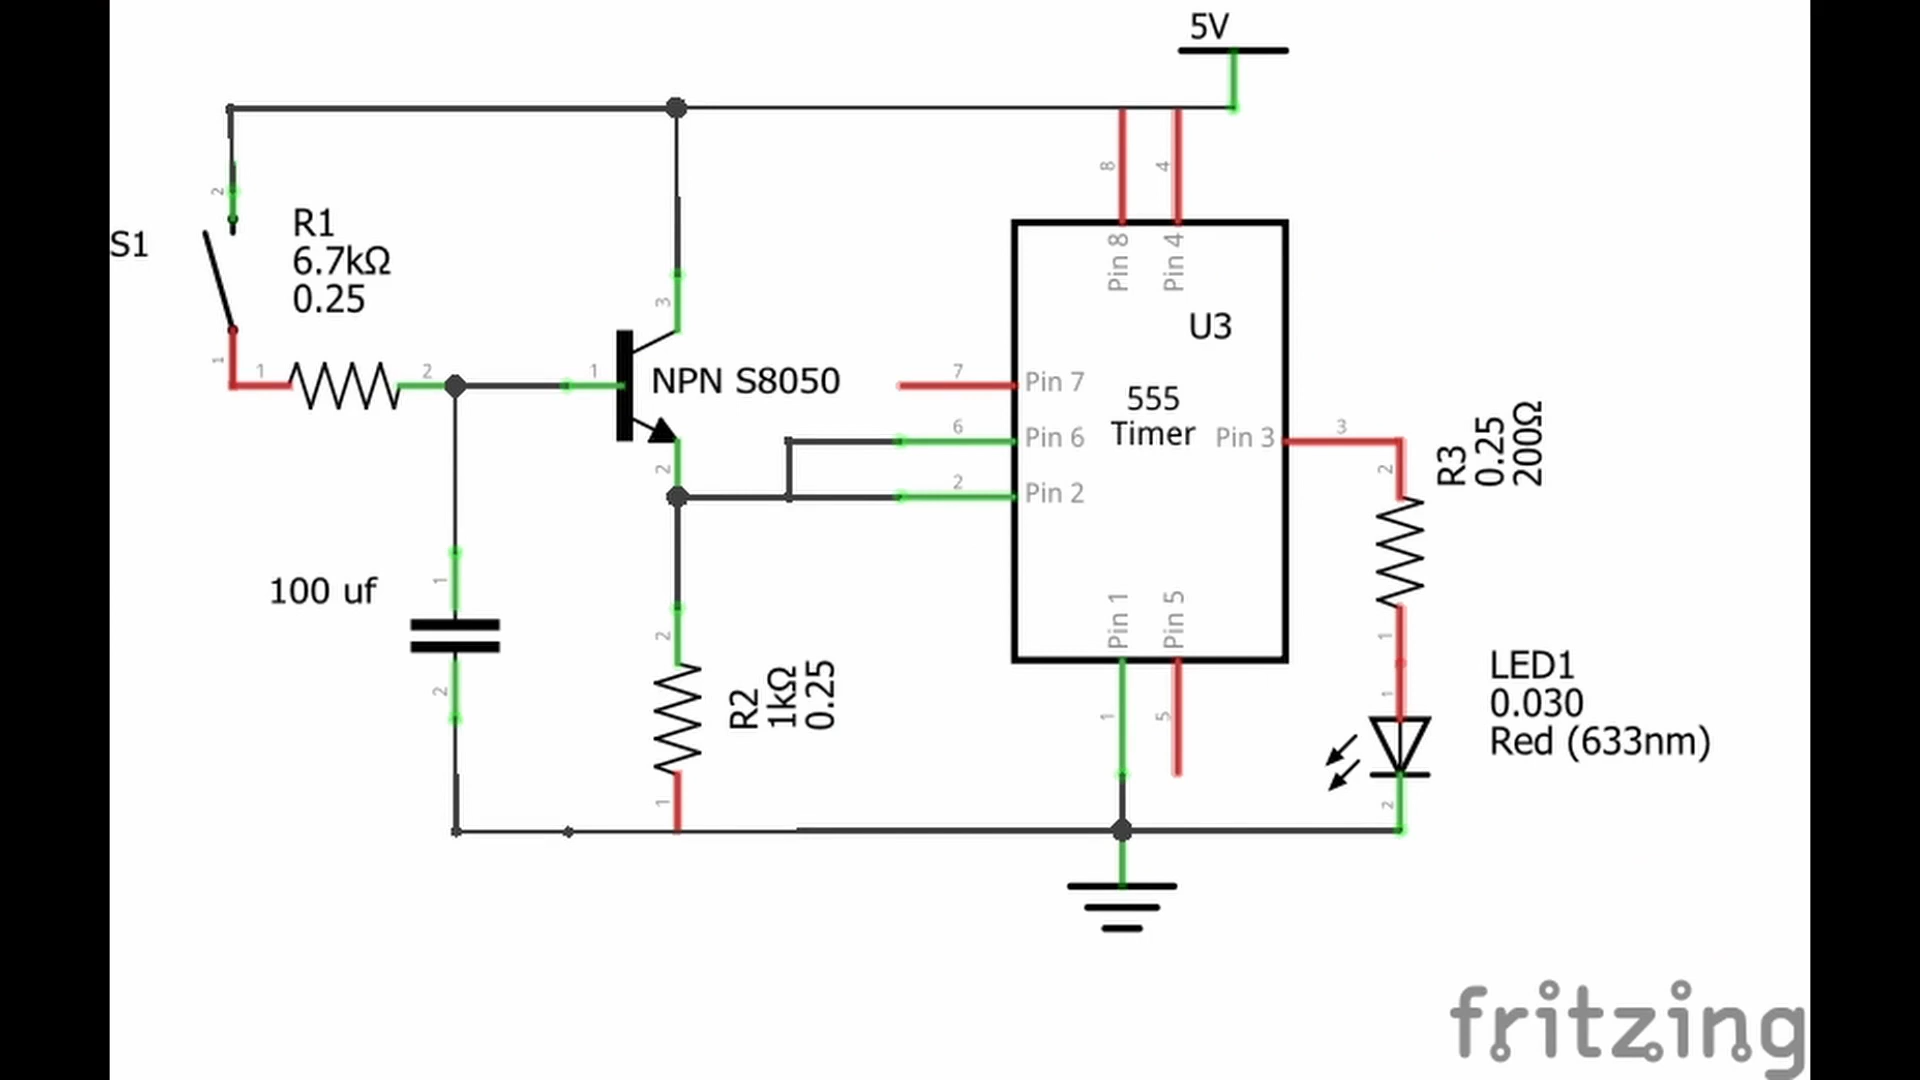 5V
2
S1
R1
6.7kΩ
0.25
1
1
2
1
3
NPN S8050
2
8
4
Pin 8
Pin 4
U3
555
Timer
7
Pin 7
6
Pin 6
2
Pin 2
Pin 3
3
2
R3
0.25
200Ω
1
100 uf
1
2
2
R2
1kΩ
0.25
1
Pin 1
Pin 5
1
5
1
LED1
0.030
Red (633nm)
2
fritzing